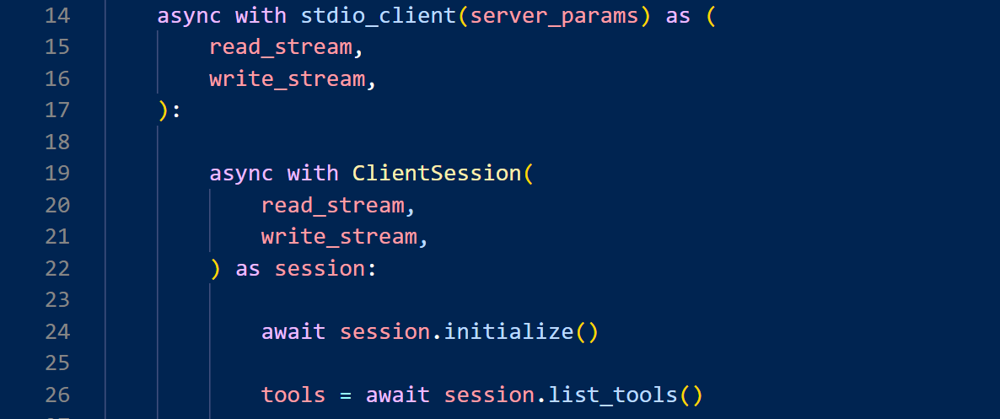 14 async with stdio_client(server_params) as (
15 read_stream,
16 write_stream,
17 ):
18
19 async with ClientSession(
20 read_stream,
21 write_stream,
22 ) as session:
23
24 await session.initialize()
25
26 tools = await session.list_tools()